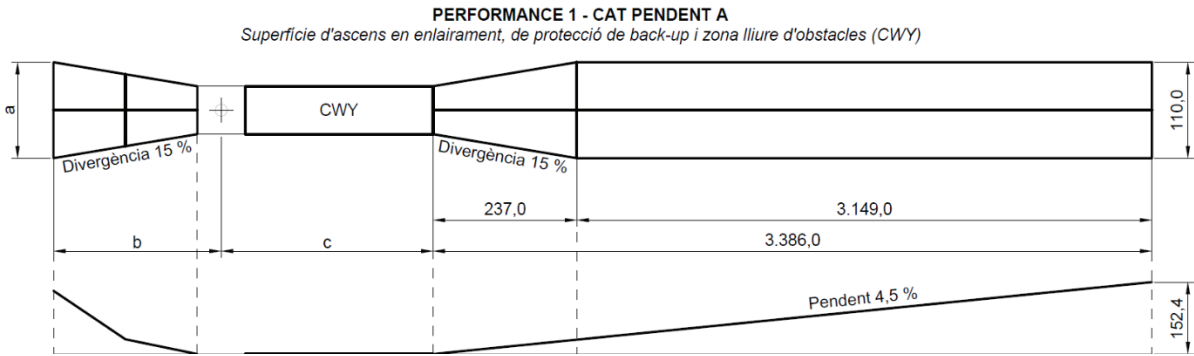 PERFORMANCE 1 - CAT PENDENT A
Superfície d'ascens en enlairament, de protecció de back-up i zona lliure d'obstacles (CWY)
a
CWY
110,0
Divergència 15 %
Divergència 15 %
237,0
3.149,0
b
c
3.386,0
Pendent 4,5 %
152,4